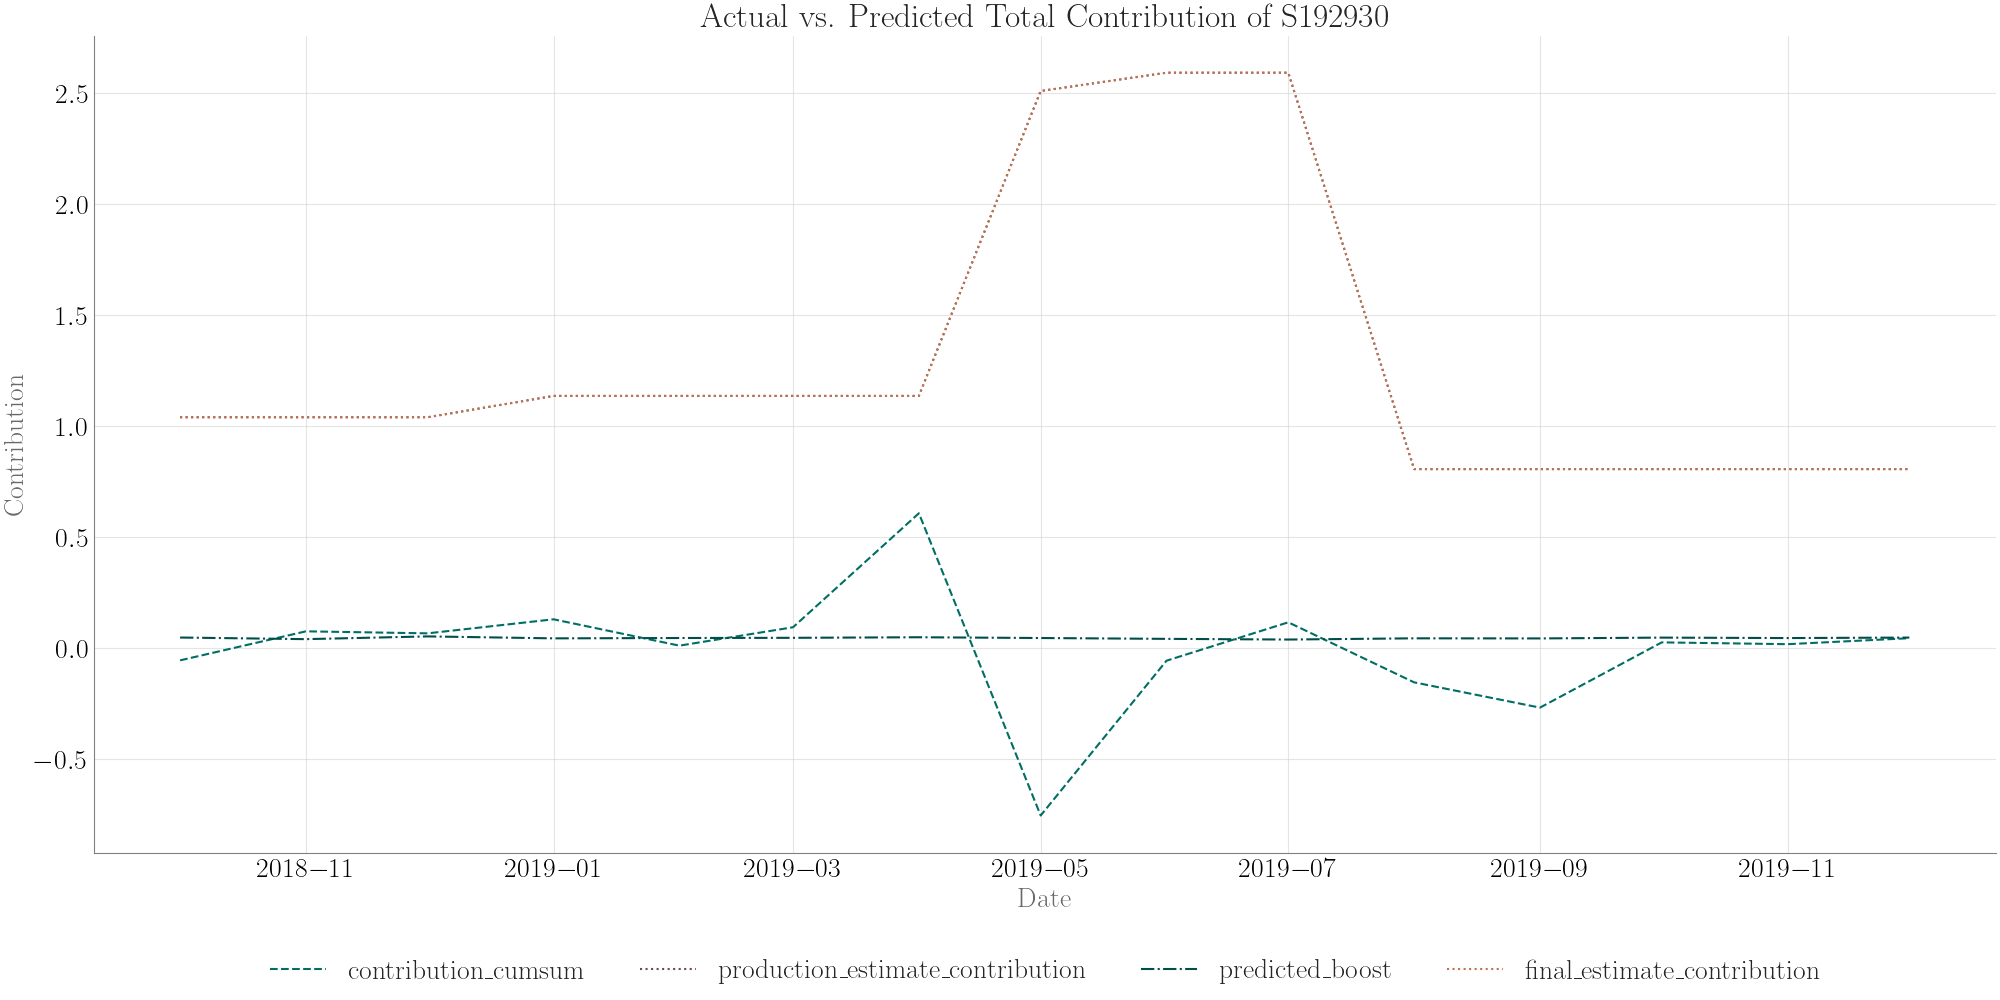 Actual vs. Predicted Total Contribution of S192930
2.5
2.0
1.5
1.0
0.5
0.0
−0.5
Contribution
2018−11 2019−01 2019−03 2019−05 2019−07 2019−09 2019−11
Date
contribution_cumsum production_estimate_contribution predicted_boost final_estimate_contribution